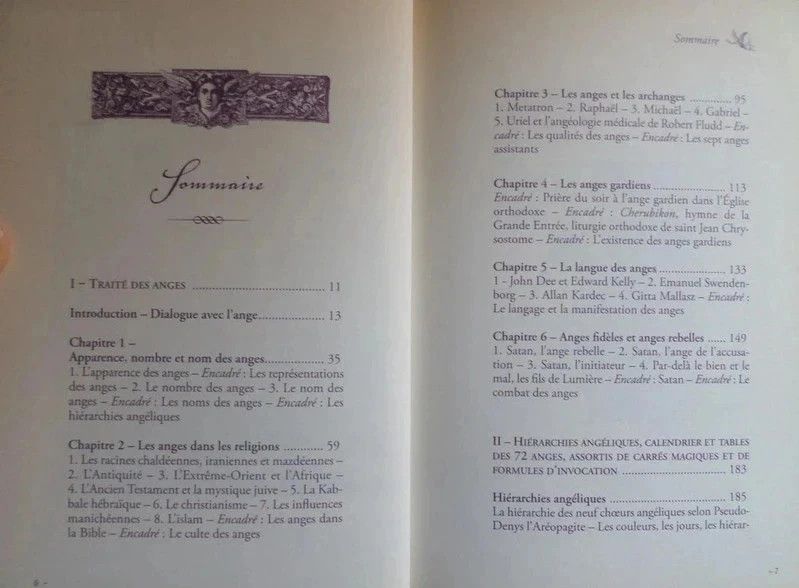 Sommaire
I – TRAITÉ DES ANGES .................................. 11
Introduction – Dialogue avec l'ange.................... 13
Chapitre 1 –
Apparence, nombre et nom des anges.................. 35
1. L'apparence des anges – Encadré : Les représentations
des anges – 2. Le nombre des anges – 3. Le nom des
anges – Encadré : Les noms des anges – Encadré : Les
hiérarchies angéliques
Chapitre 2 – Les anges dans les religions ............ 59
1. Les racines chaldéennes, iraniennes et mazdéennes –
2. L'Antiquité – 3. L'Extrême-Orient et l'Afrique –
4. L'Ancien Testament et la mystique juive – 5. La Kab-
bale hébraïque – 6. Le christianisme – 7. Les influences
manichéennes – 8. L'islam – Encadré : Les anges dans
la Bible – Encadré : Le culte des anges
6 –
Sommaire
Chapitre 3 – Les anges et les archanges ............. 95
1. Metatron – 2. Raphaël – 3. Michaël – 4. Gabriel –
5. Uriel et l'angéologie médicale de Robert Fludd – En-
cadré : Les qualités des anges – Encadré : Les sept anges
assistants
Chapitre 4 – Les anges gardiens ..................... 113
Encadré : Prière du soir à l'ange gardien dans l'Église
orthodoxe – Encadré : Cherubikon, hymne de la
Grande Entrée, liturgie orthodoxe de saint Jean Chry-
sostome – Encadré : L'existence des anges gardiens
Chapitre 5 – La langue des anges ..................... 133
1 - John Dee et Edward Kelly – 2. Emanuel Swenden-
borg – 3. Allan Kardec – 4. Gitta Mallasz – Encadré :
Le langage et la manifestation des anges
Chapitre 6 – Anges fidèles et anges rebelles ...... 149
1. Satan, l'ange rebelle – 2. Satan, l'ange de l'accusa-
tion – 3. Satan, l'initiateur – 4. Par-delà le bien et le
mal, les fils de Lumière – Encadré : Satan – Encadré : Le
combat des anges
II – HIÉRARCHIES ANGÉLIQUES, CALENDRIER ET TABLES
DES 72 ANGES, ASSORTIS DE CARRÉS MAGIQUES ET DE
FORMULES D'INVOCATION .......................... 183
Hiérarchies angéliques ............................... 185
La hiérarchie des neuf chœurs angéliques selon Pseudo-
Denys l'Aréopagite – Les couleurs, les jours, les hiérar-
– 7